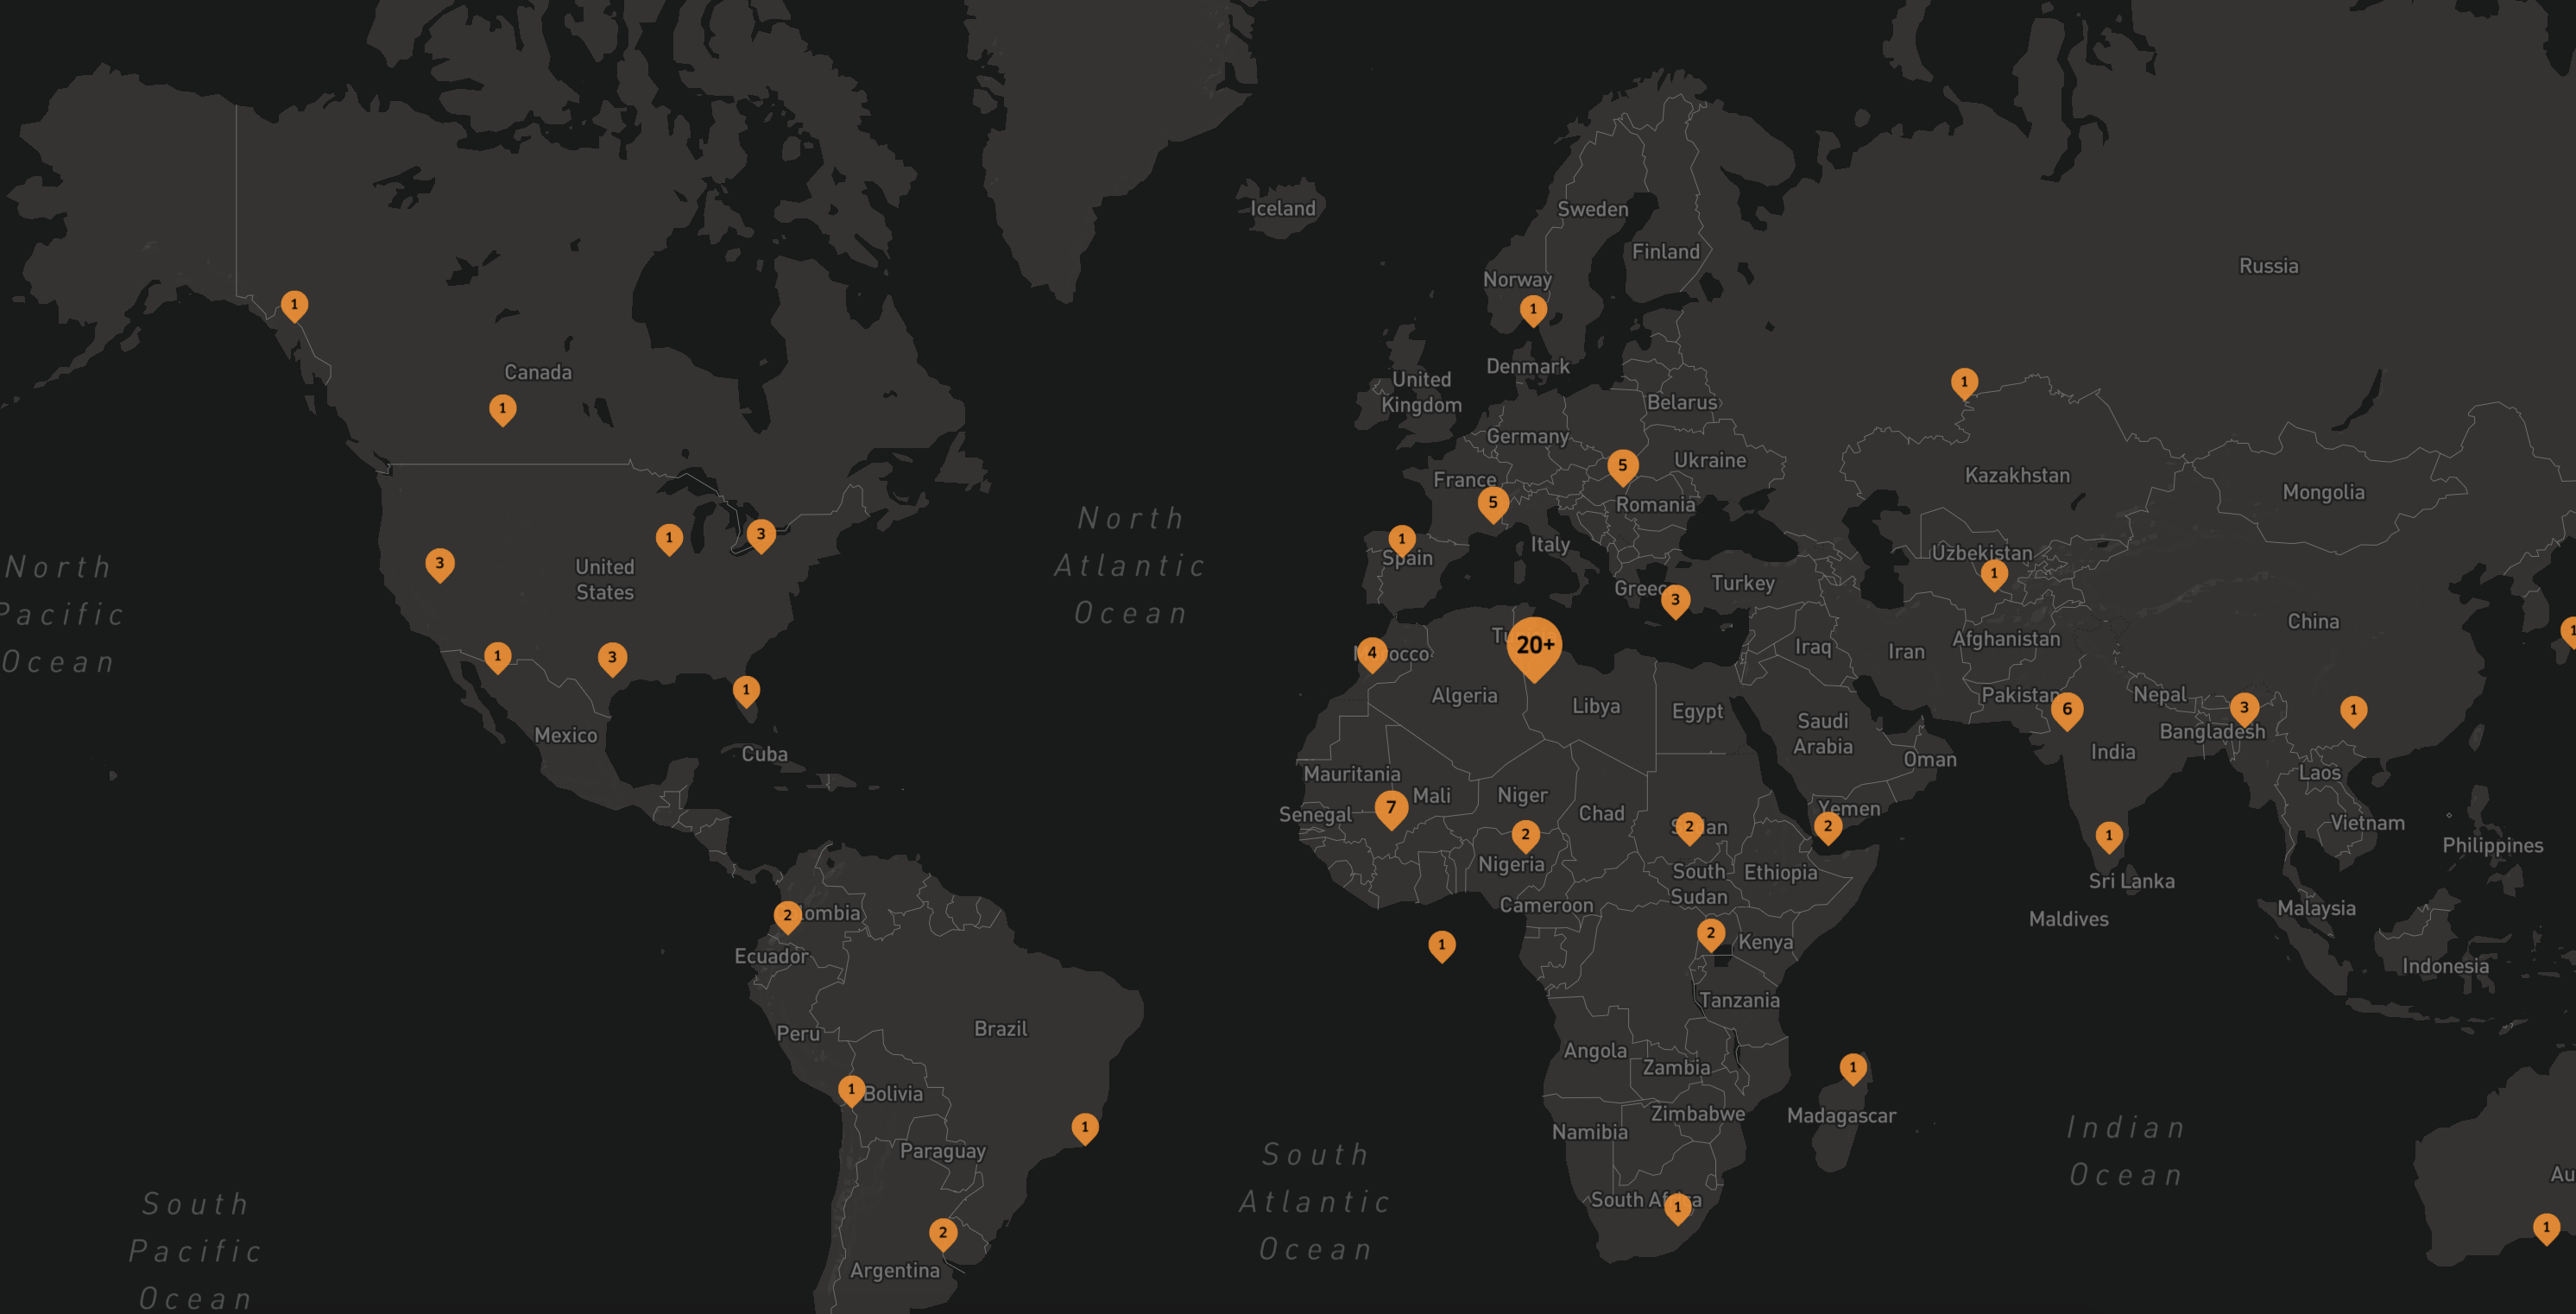 Iceland
Sweden
Finland
Russia
Norway
1
1
Denmark
Canada
United
Kingdom
1
Belarus
1
Germany
Ukraine
5
Kazakhstan
France
5
Romania
Mongolia
North
Atlantic
Ocean
North
Pacific
Ocean
3
1
3
United
States
1
Spain
Italy
Uzbekistan
1
Greec
3
Turkey
China
1
1
3
1
4
occo
Tu
20+
Iraq
Iran
Afghanistan
Algeria
Libya
Egypt
Saudi
Arabia
Pakistan
6
Nepal
3
Bangladesh
1
India
Oman
Mexico
Cuba
Laos
Mauritania
Senegal
7
Mali
Niger
Chad
2
Nigeria
S
2
an
Yemen
2
1
Vietnam
Philippines
South
Sudan
Ethiopia
Sri Lanka
Cameroon
Maldives
Malaysia
2
lombia
Ecuador
1
2
Kenya
Indonesia
Tanzania
Peru
Brazil
Angola
Zambia
1
1
Bolivia
Zimbabwe
Madagascar
1
Namibia
Paraguay
Indian
Ocean
South
Atlantic
Ocean
South Af
1
a
Au
1
South
Pacific
Ocean
2
Argentina